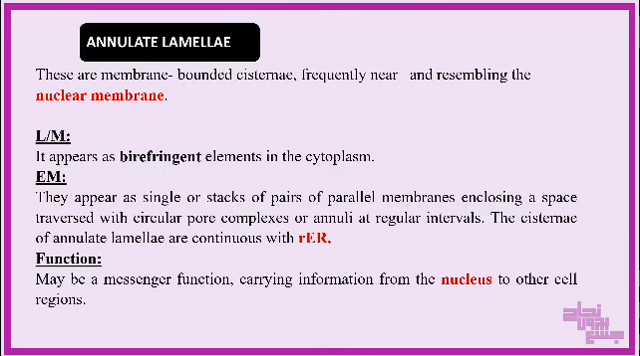 ANNULATE LAMELLAE
These are membrane- bounded cisternae, frequently near and resembling the
nuclear membrane.
L/M:
It appears as birefringent elements in the cytoplasm.
EM:
They appear as single or stacks of pairs of parallel membranes enclosing a space
traversed with circular pore complexes or annuli at regular intervals. The cisternae
of annulate lamellae are continuous with rER.
Function:
May be a messenger function, carrying information from the nucleus to other cell
regions.